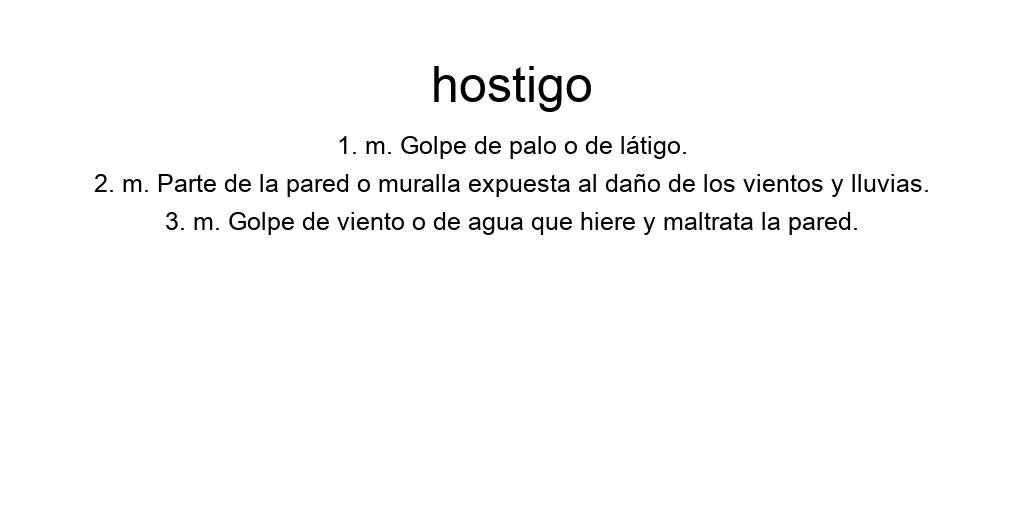 hostigo
1. m. Golpe de palo o de látigo.
2. m. Parte de la pared o muralla expuesta al daño de los vientos y lluvias.
3. m. Golpe de viento o de agua que hiere y maltrata la pared.